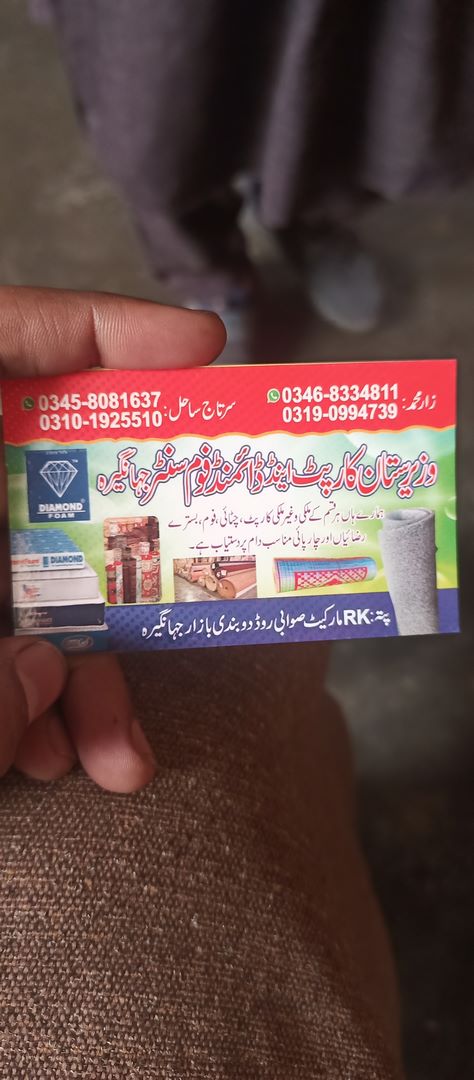 زار محمد: 0346-8334811
0319-0994739
سرتاج ساحل: 0345-8081637
0310-1925510
وزیرستان کارپٹ اینڈ ڈائمنڈ فوم سنٹر جہانگیرہ
ہمارے ہاں ہر قسم کے ملکی و غیر ملکی کارپٹ، چٹائی، فوم، بسترے
رضائیاں اور چارپائی مناسب دام پر دستیاب ہے۔
DIAMOND
FOAM
DIAMOND
پتہ: RK مارکیٹ صوابی روڈ دوبندی بازار جہانگیرہ